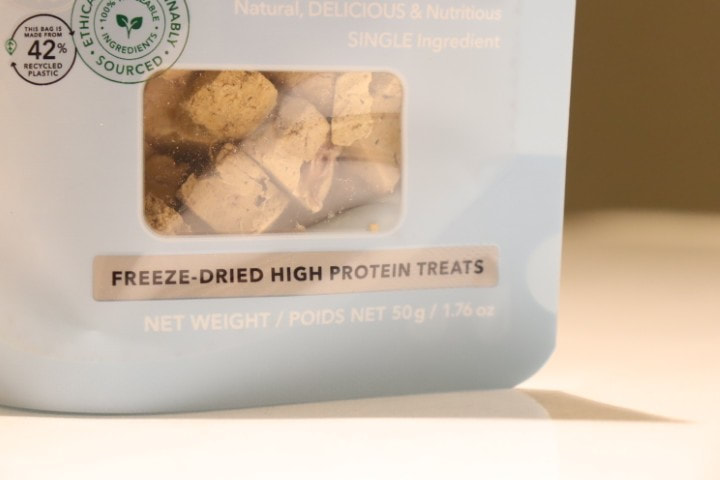 Natural, DELICIOUS & Nutritious
SINGLE Ingredient
THIS BAG IS
MADE FROM
42%
RECYCLED
PLASTIC
100%
INGREDIENTS
SOURCED
FREEZE-DRIED HIGH PROTEIN TREATS
NET WEIGHT / POIDS NET 50g / 1.76 oz